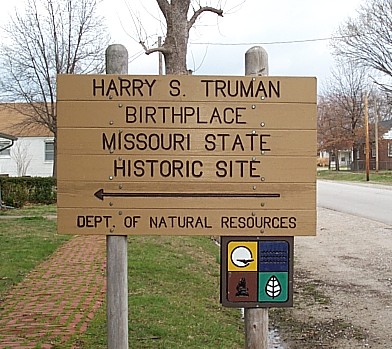 HARRY S. TRUMAN
BIRTHPLACE
MISSOURI STATE
HISTORIC SITE
DEPT. OF NATURAL RESOURCES